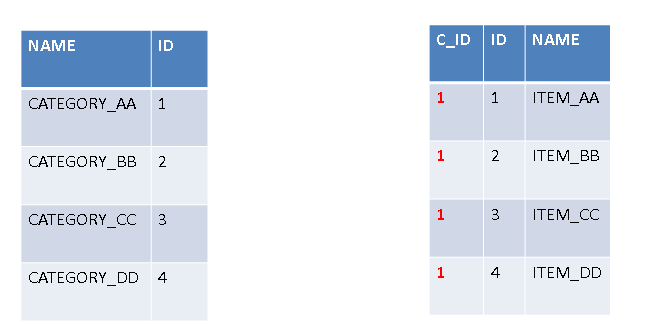 NAME ID
CATEGORY_AA 1
CATEGORY_BB 2
CATEGORY_CC 3
CATEGORY_DD 4
C_ID ID NAME
1 1 ITEM_AA
1 2 ITEM_BB
1 3 ITEM_CC
1 4 ITEM_DD